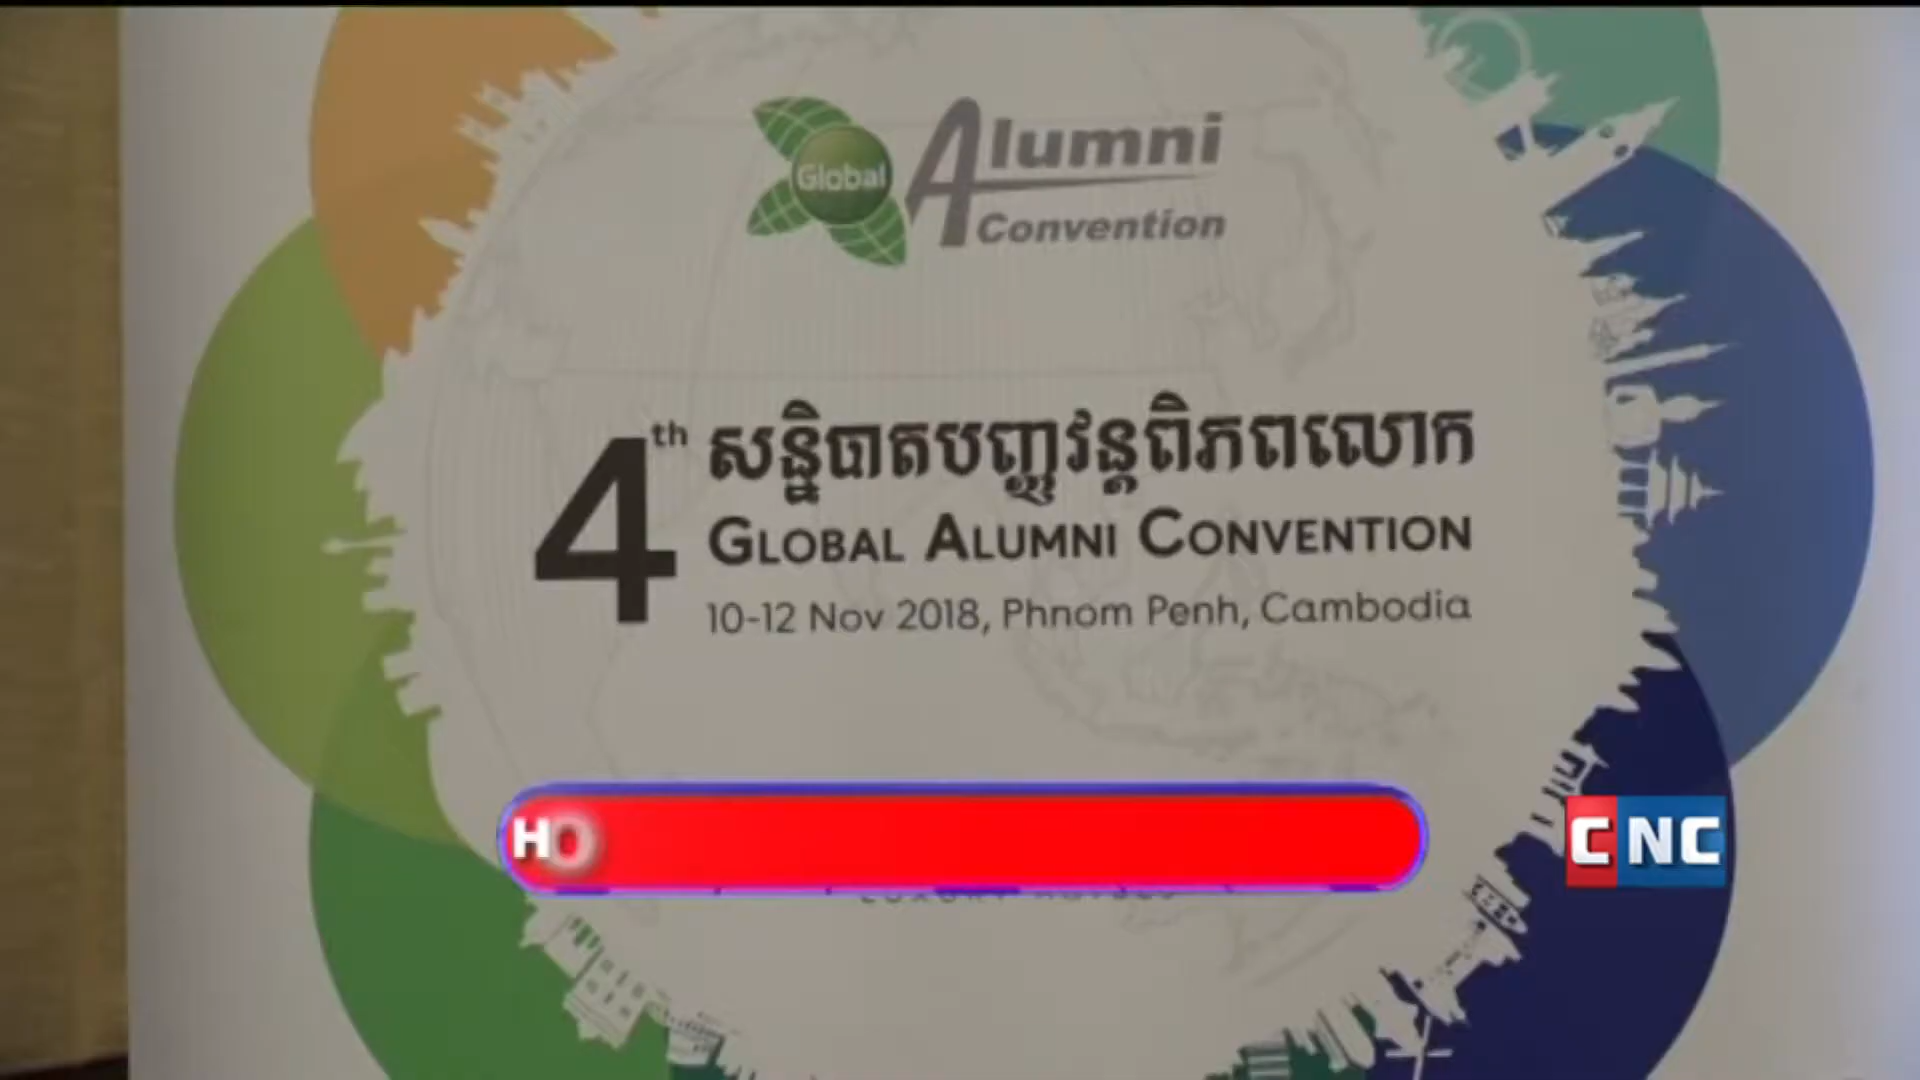 Global Alumni
Convention
4th
សន្និបាតបញ្ញវន្តពិភពលោក
GLOBAL ALUMNI CONVENTION
10-12 Nov 2018, Phnom Penh, Cambodia
HO
CNC